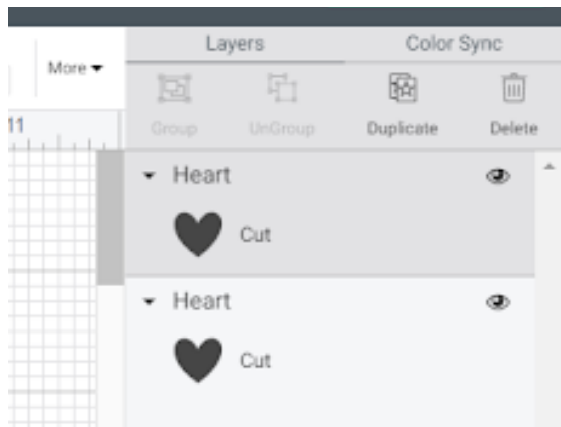 Layers Color Sync
More
11
Group UnGroup Duplicate Delete
Heart
Cut
Heart
Cut